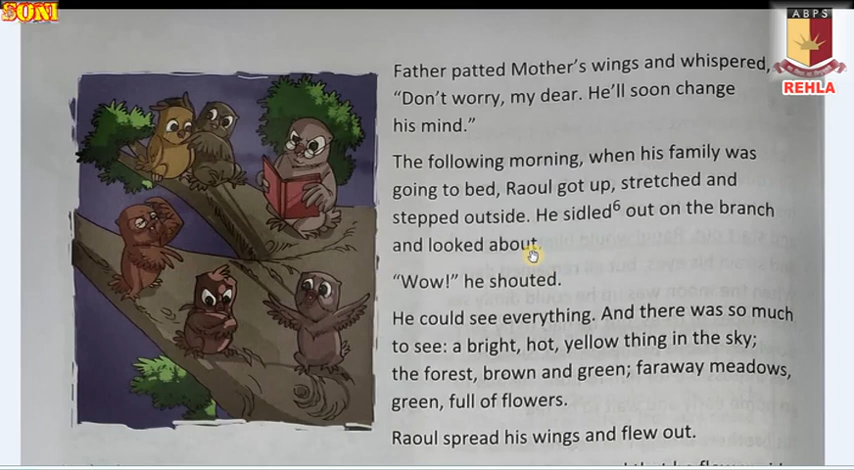 SONI
ABPS
REHLA
Father patted Mother's wings and whispered,
"Don't worry, my dear. He'll soon change
his mind."
The following morning, when his family was
going to bed, Raoul got up, stretched and
stepped outside. He sidled6 out on the branch
and looked about.
"Wow!" he shouted.
He could see everything. And there was so much
to see: a bright, hot, yellow thing in the sky;
the forest, brown and green; faraway meadows,
green, full of flowers.
Raoul spread his wings and flew out.